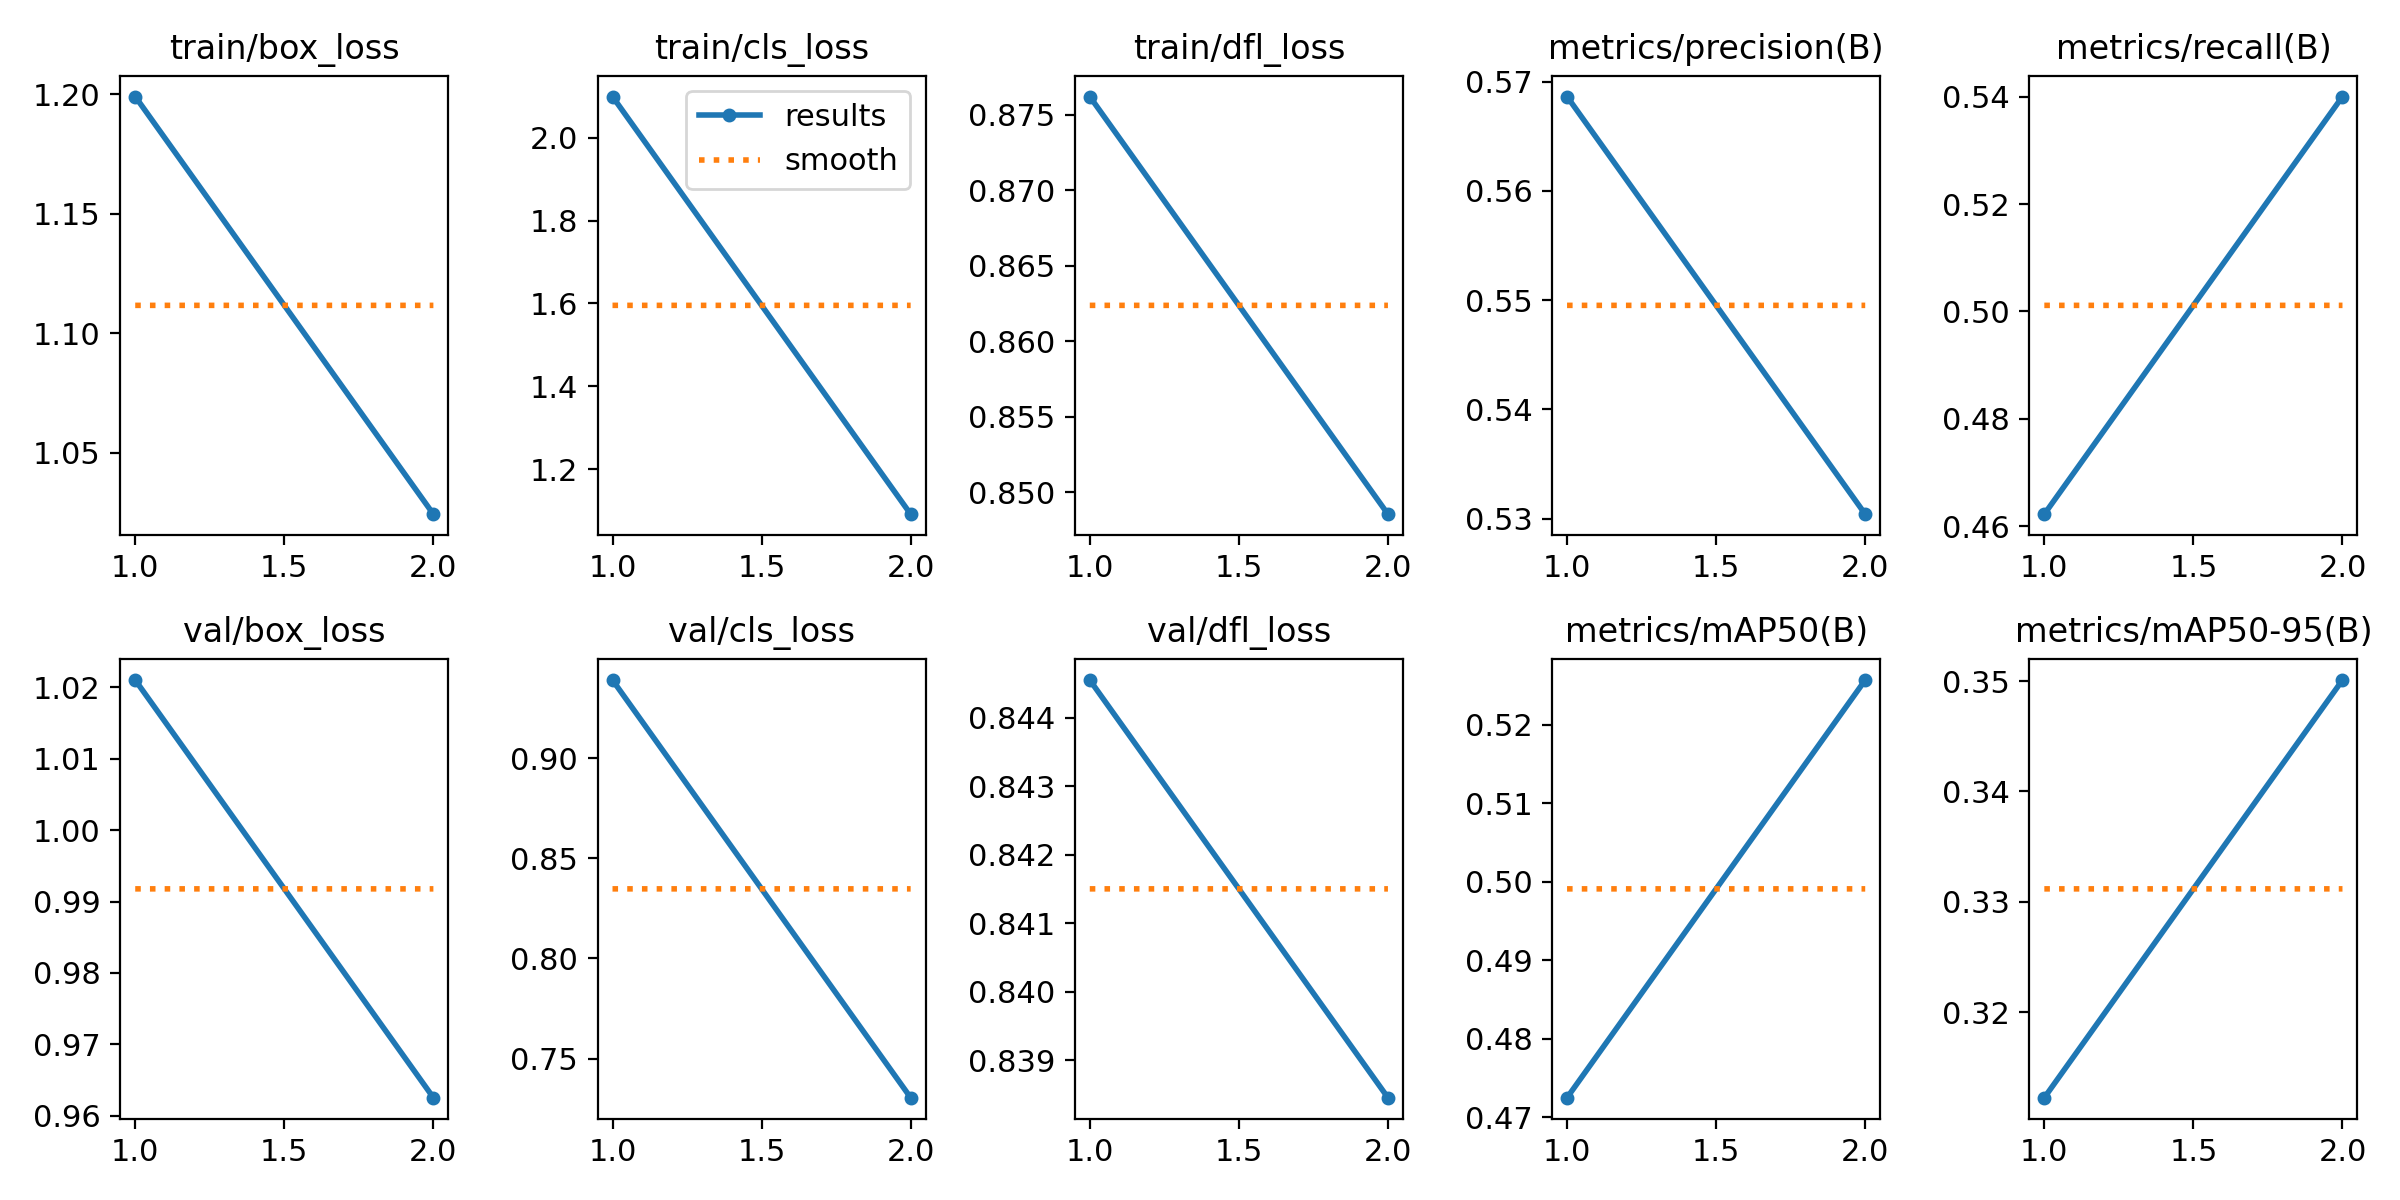 train/box_loss
1.20
1.15
1.10
1.05
1.0 1.5 2.0
train/cls_loss
results
smooth
2.0
1.8
1.6
1.4
1.2
1.0 1.5 2.0
train/dfl_loss
0.875
0.870
0.865
0.860
0.855
0.850
1.0 1.5 2.0
metrics/precision(B)
0.57
0.56
0.55
0.54
0.53
1.0 1.5 2.0
metrics/recall(B)
0.54
0.52
0.50
0.48
0.46
1.0 1.5 2.0
val/box_loss
1.02
1.01
1.00
0.99
0.98
0.97
0.96
1.0 1.5 2.0
val/cls_loss
0.90
0.85
0.80
0.75
1.0 1.5 2.0
val/dfl_loss
0.844
0.843
0.842
0.841
0.840
0.839
1.0 1.5 2.0
metrics/mAP50(B)
0.52
0.51
0.50
0.49
0.48
0.47
1.0 1.5 2.0
metrics/mAP50-95(B)
0.35
0.34
0.33
0.32
1.0 1.5 2.0